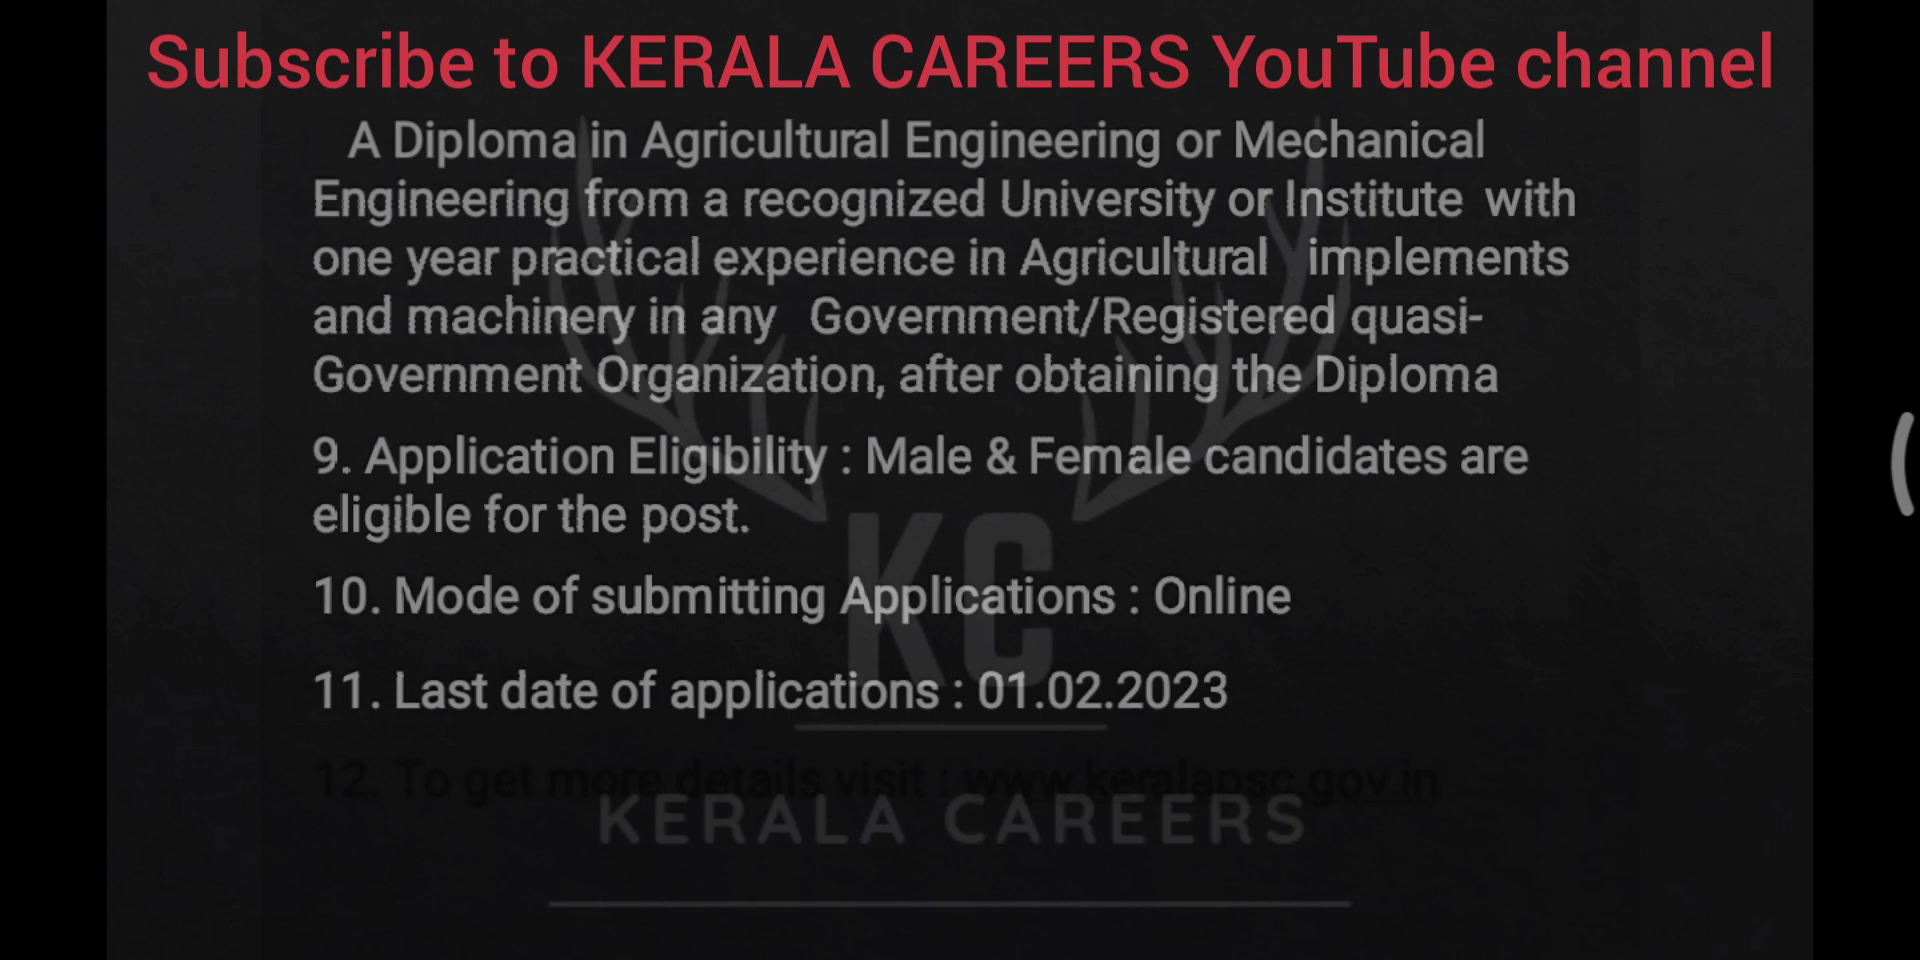 Subscribe to KERALA CAREERS YouTube channel
A Diploma in Agricultural Engineering or Mechanical
Engineering from a recognized University or Institute with
one year practical experience in Agricultural implements
and machinery in any Government/Registered quasi-
Government Organization, after obtaining the Diploma
9. Application Eligibility : Male & Female candidates are
eligible for the post.
10. Mode of submitting Applications : Online
KC
11. Last date of applications : 01.02.2023
12. To get more details visit : www.keralapsc.gov.in
KERALA CAREERS